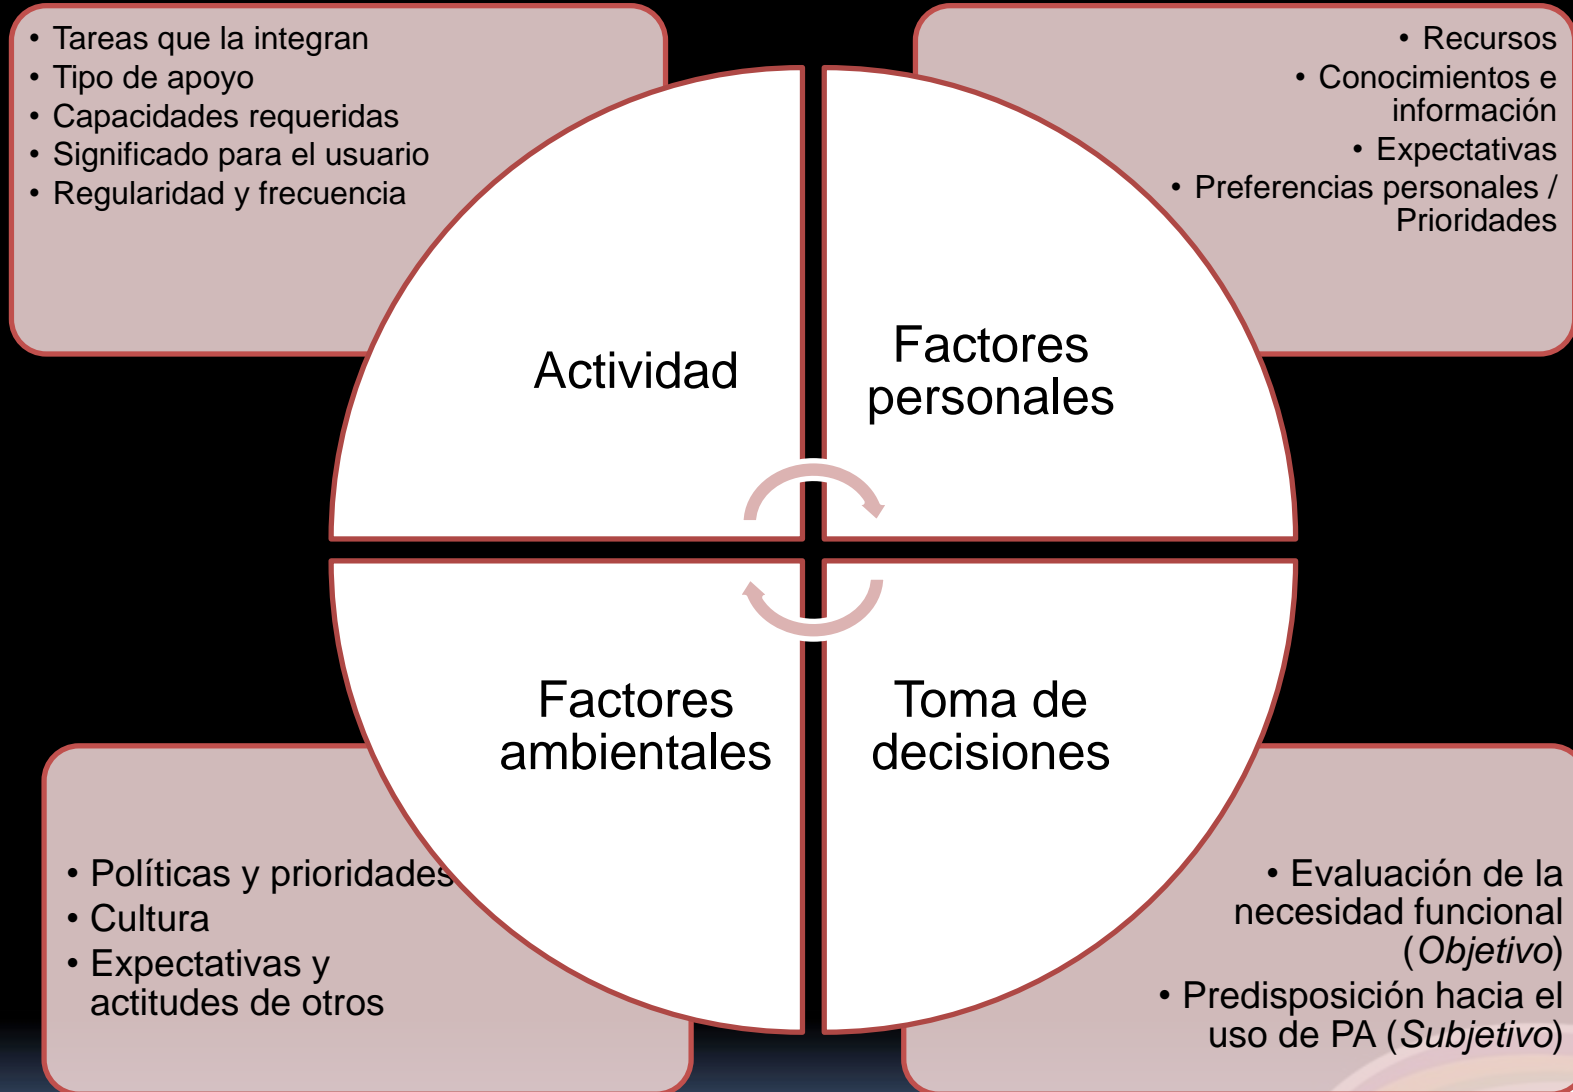 • Tareas que la integran
• Tipo de apoyo
• Capacidades requeridas
• Significado para el usuario
• Regularidad y frecuencia
• Recursos
• Conocimientos e
información
• Expectativas
• Preferencias personales /
Prioridades
Actividad
Factores
personales
Factores
ambientales
Toma de
decisiones
• Políticas y prioridades
• Cultura
• Expectativas y
actitudes de otros
• Evaluación de la
necesidad funcional
(Objetivo)
• Predisposición hacia el
uso de PA (Subjetivo)